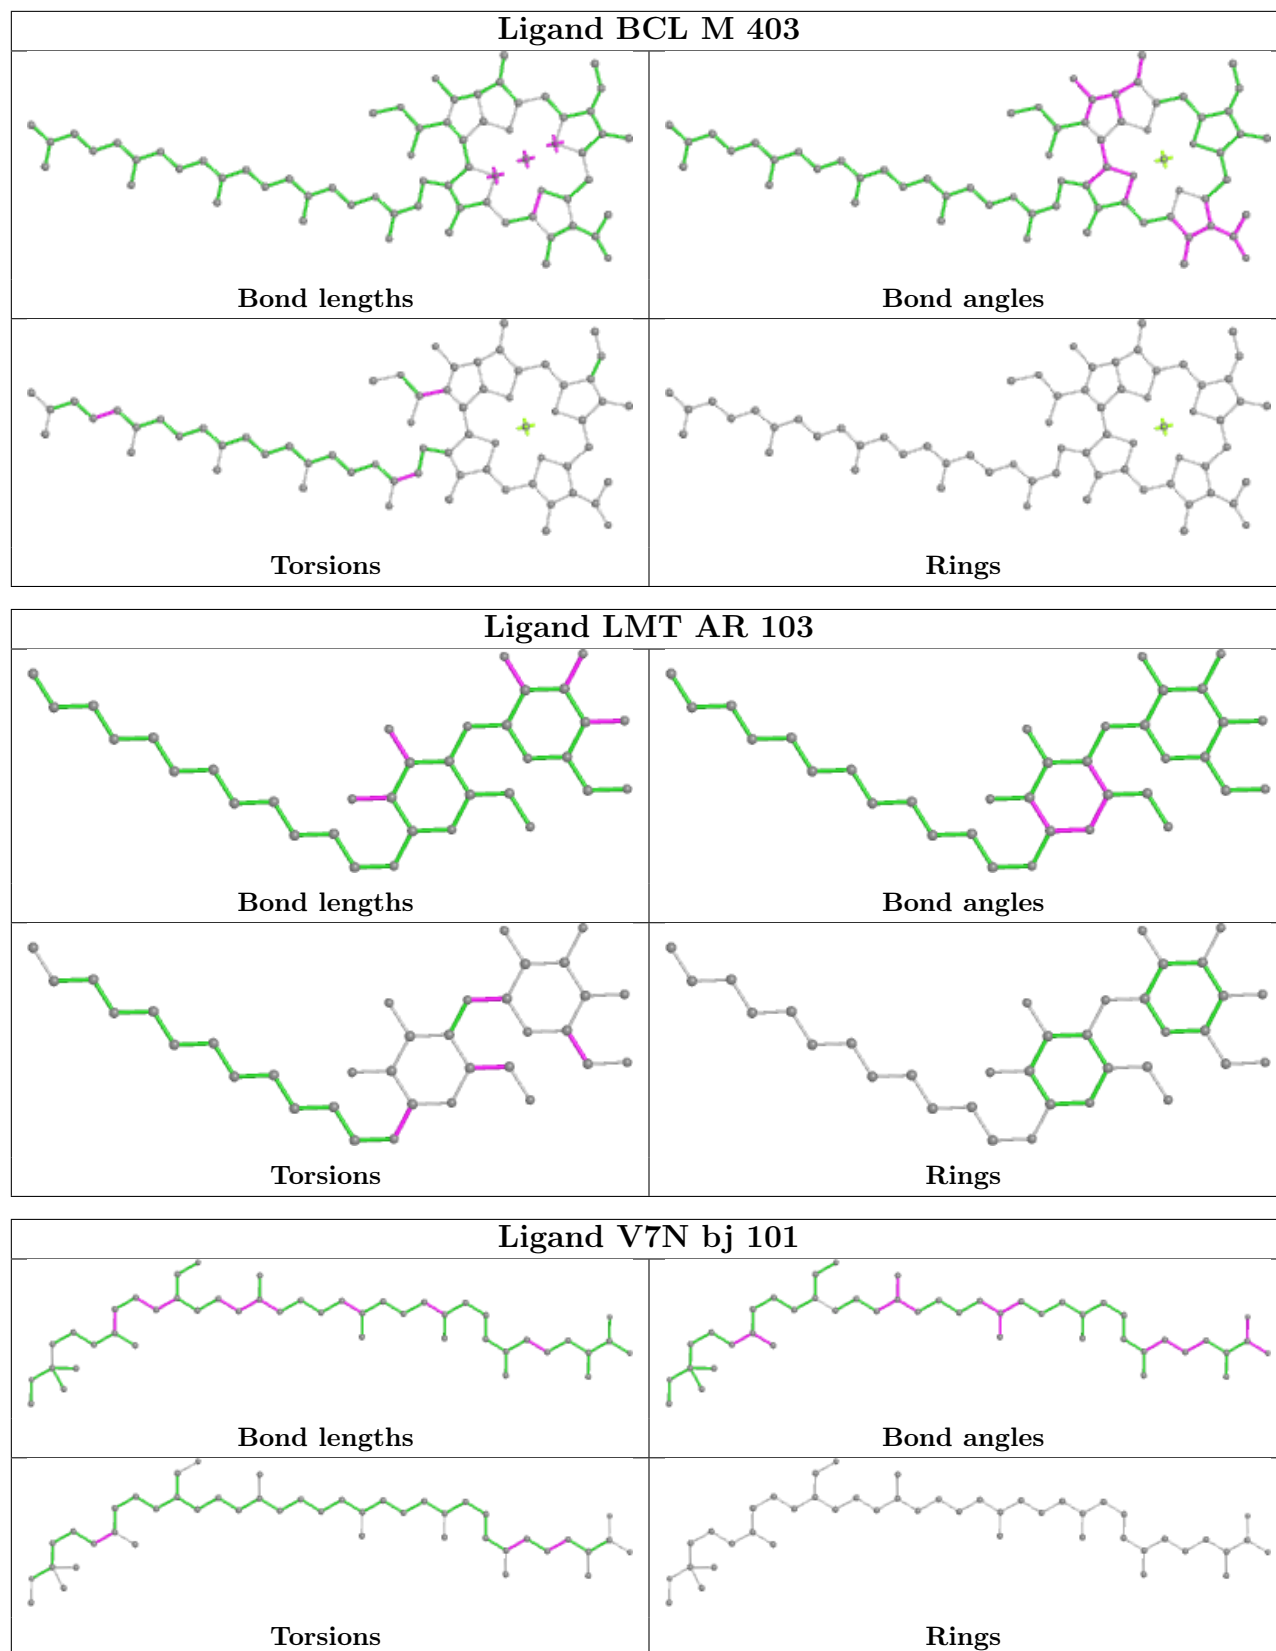 Ligand BCL M 403
Bond lengths
Bond angles
Torsions
Rings
Ligand LMT AR 103
Bond lengths
Bond angles
Torsions
Rings
Ligand V7N bj 101
Bond lengths
Bond angles
Torsions
Rings